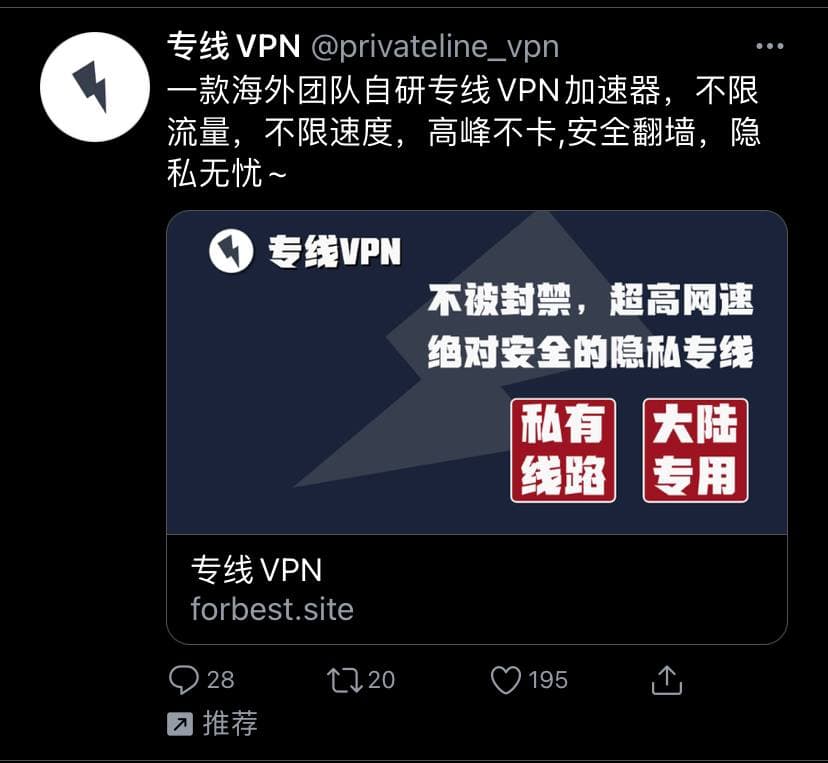 专线 VPN @privateline_vpn
一款海外团队自研专线VPN加速器，不限
流量，不限速度，高峰不卡,安全翻墙，隐
私无忧~
专线VPN
不被封禁，超高网速
绝对安全的隐私专线
私有
线路
大陆
专用
专线 VPN
forbest.site
28 20 195
推荐